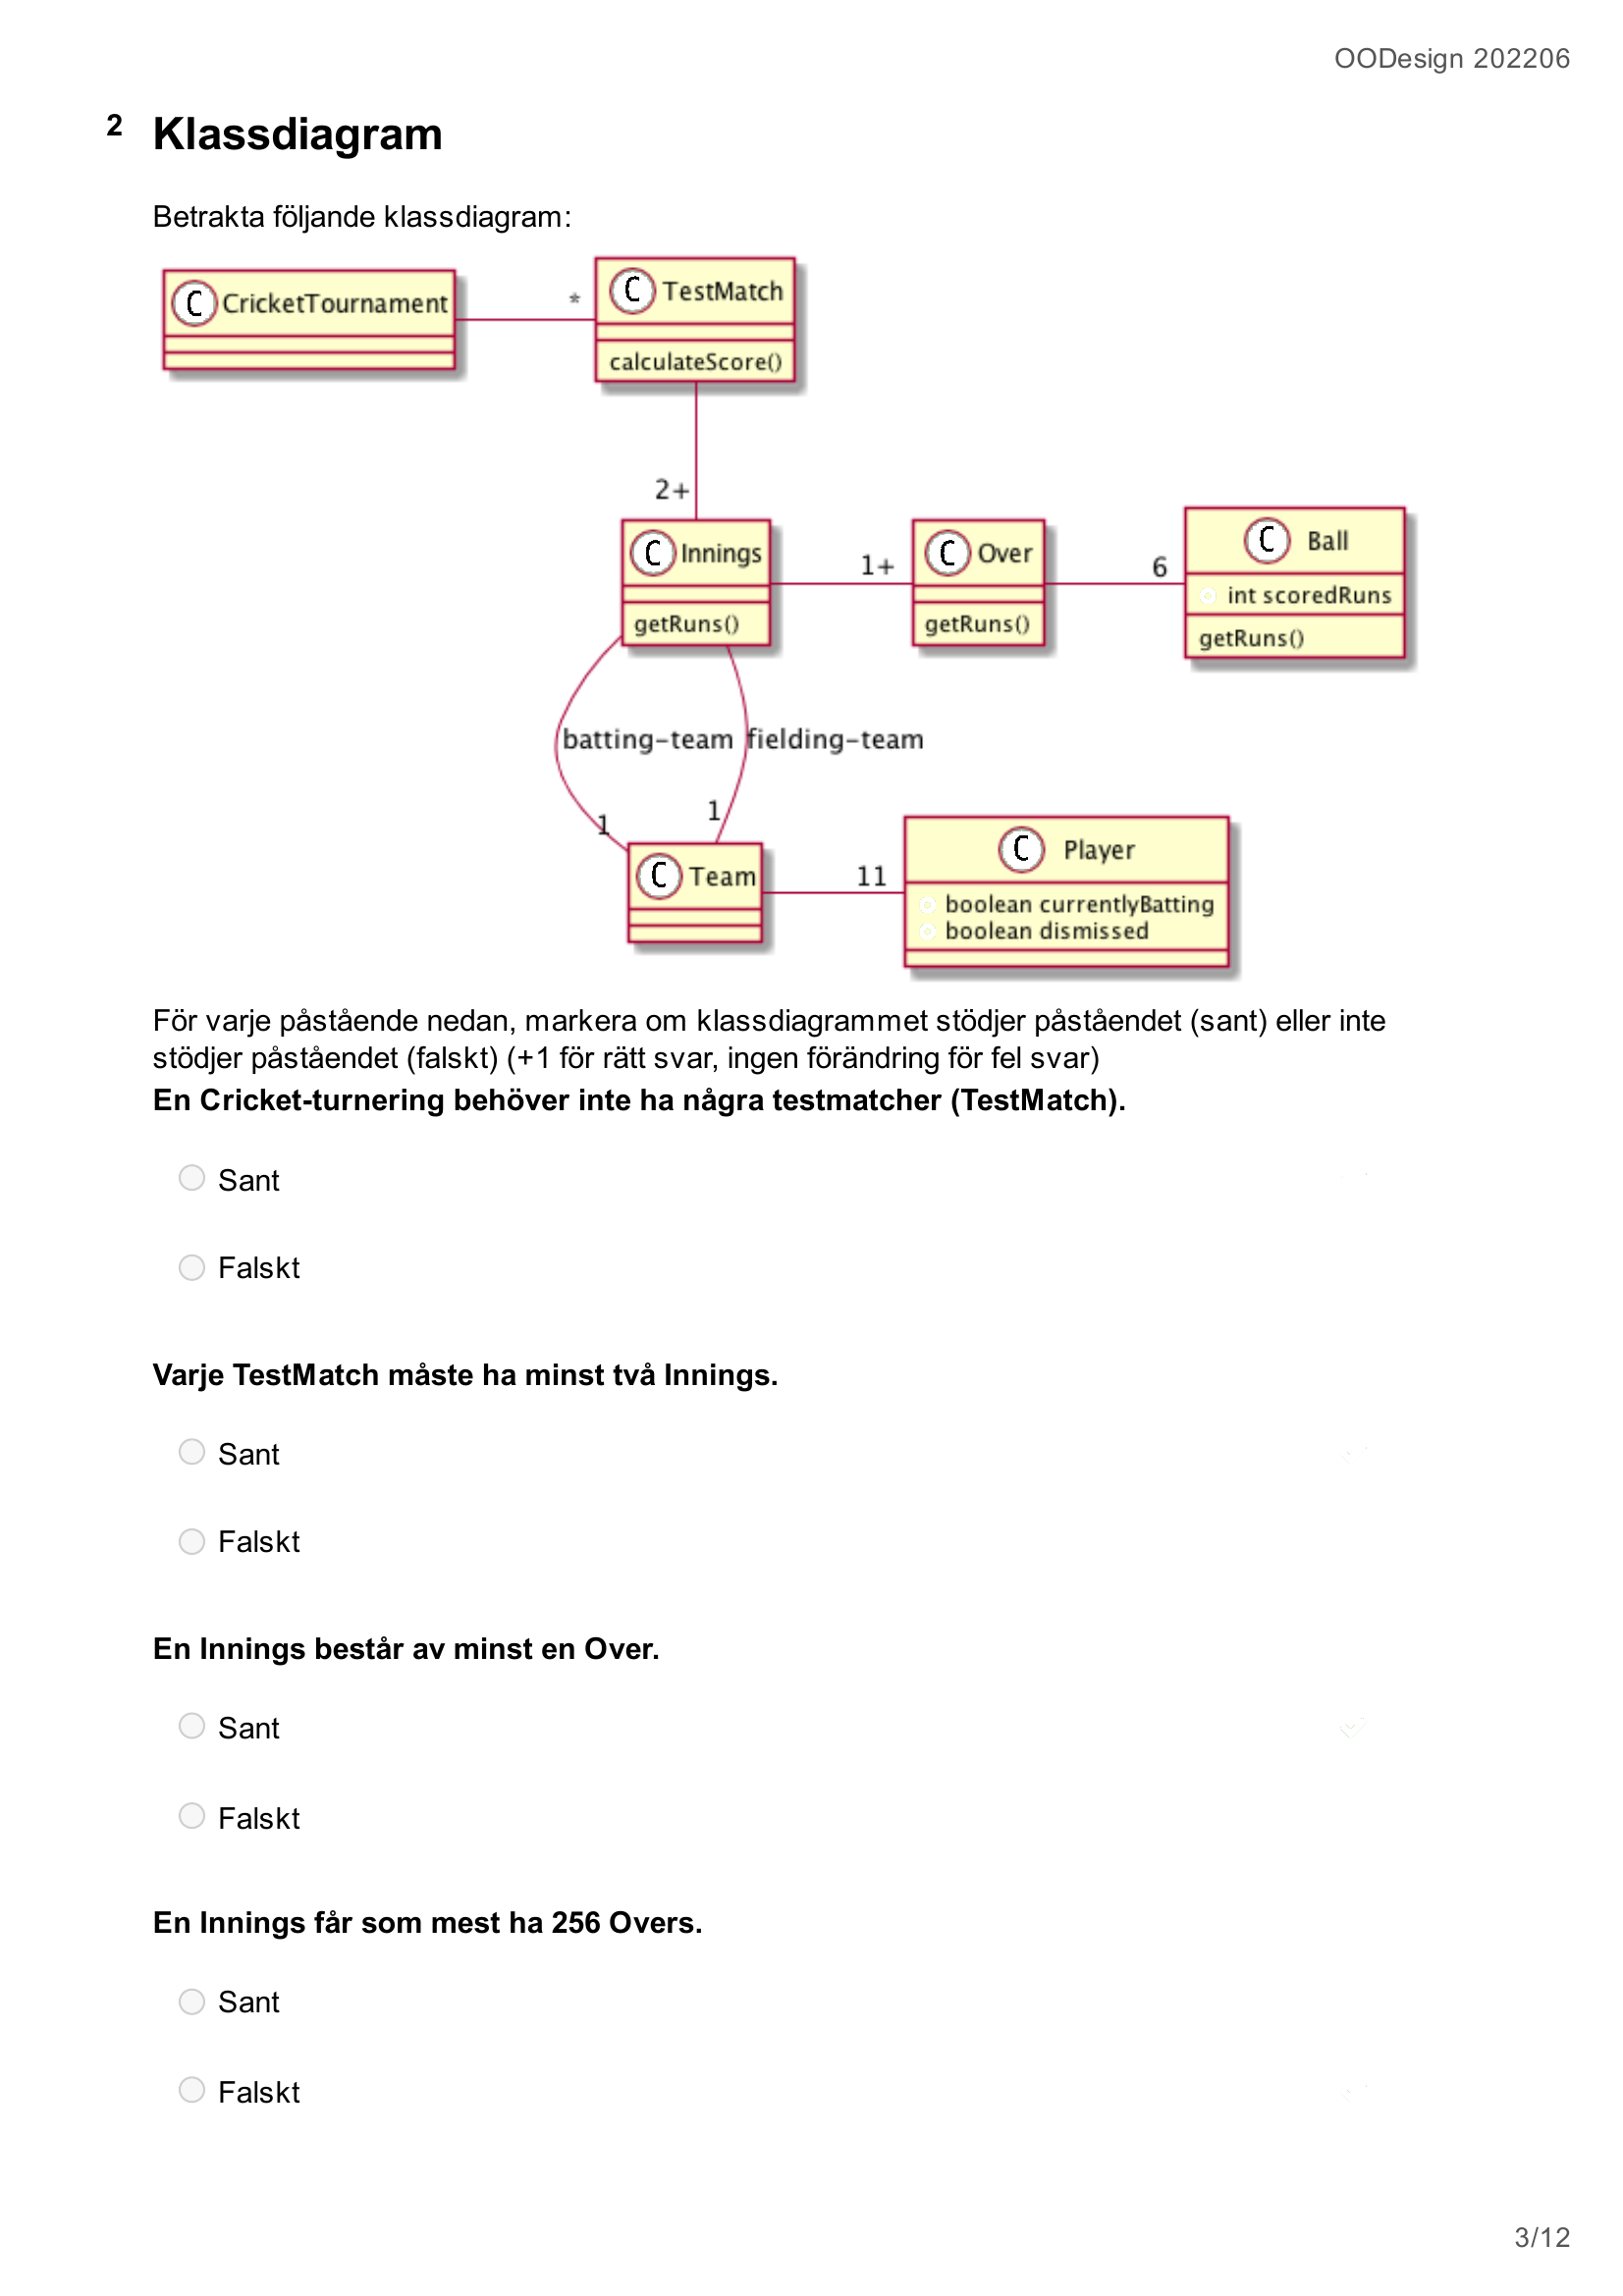 OODesign 202206
2 Klassdiagram
Betrakta följande klassdiagram:
C CricketTournament
*
C TestMatch
calculateScore()
2+
C Innings
getRuns()
1+
C Over
getRuns()
6
C Ball
int scoredRuns
getRuns()
batting-team
fielding-team
1
1
C Team
11
C Player
boolean currentlyBatting
boolean dismissed
För varje påstående nedan, markera om klassdiagrammet stödjer påståendet (sant) eller inte
stödjer påståendet (falskt) (+1 för rätt svar, ingen förändring för fel svar)
En Cricket-turnering behöver inte ha några testmatcher (TestMatch).
Sant
Falskt
Varje TestMatch måste ha minst två Innings.
Sant
Falskt
En Innings består av minst en Over.
Sant
Falskt
En Innings får som mest ha 256 Overs.
Sant
Falskt
3/12